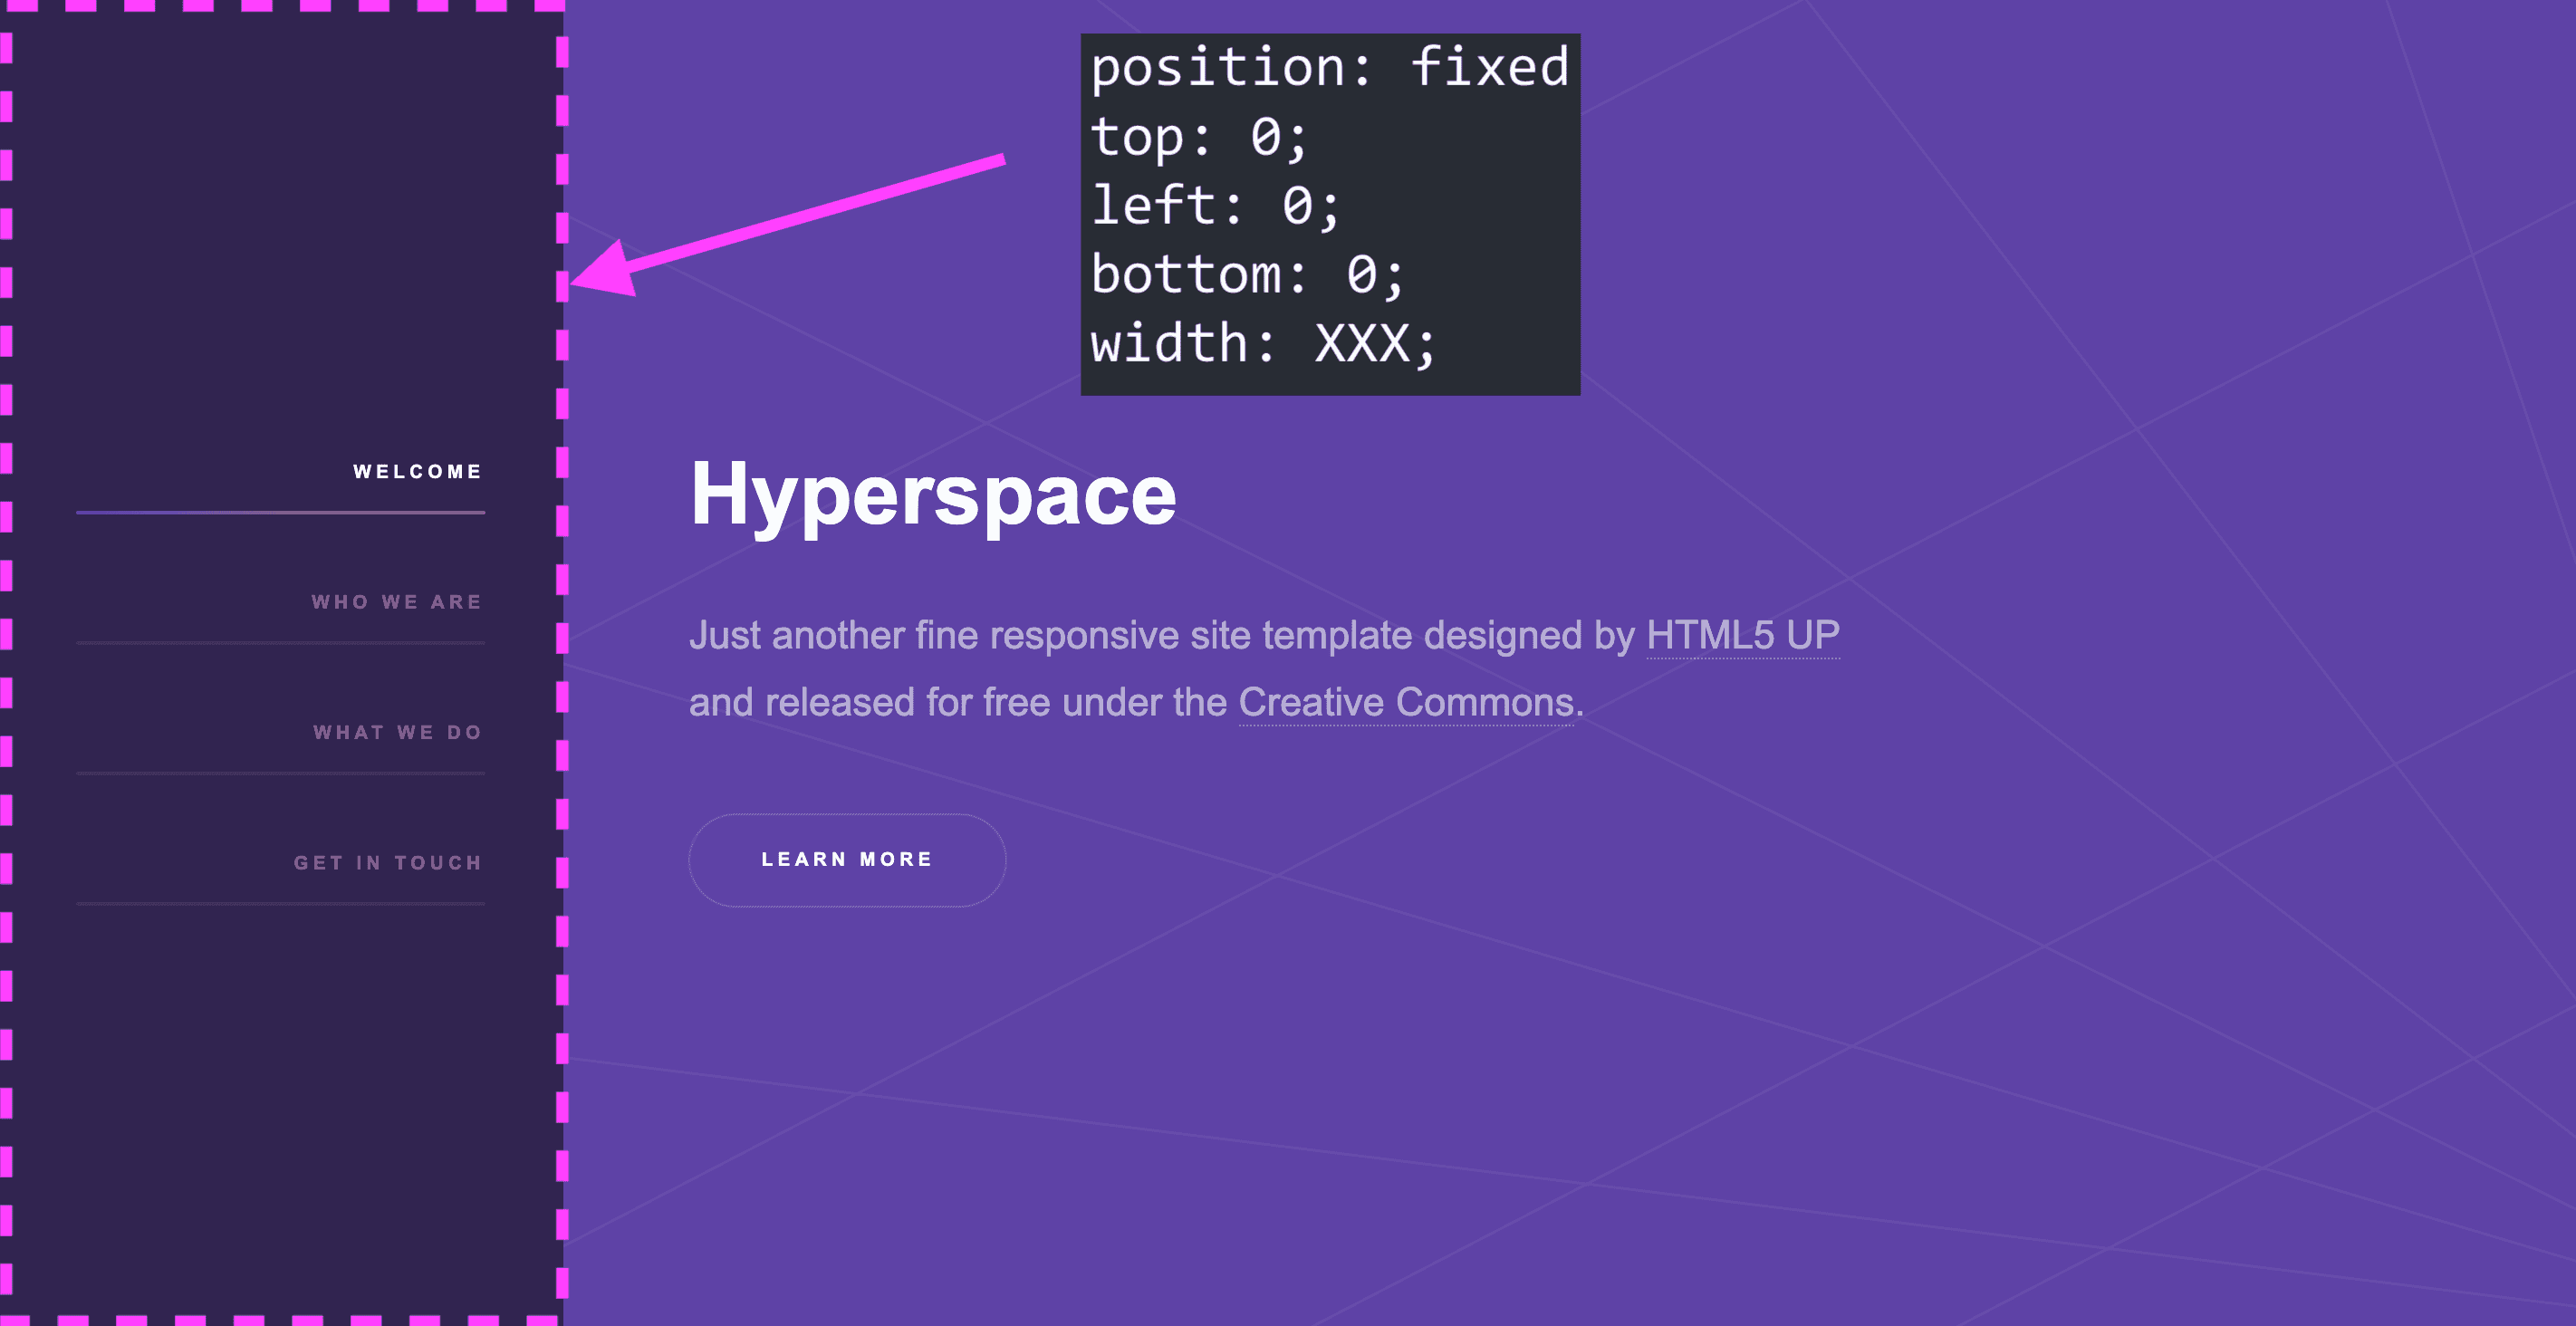 position: fixed
top: 0;
left: 0;
bottom: 0;
width: XXX;
WELCOME
WHO WE ARE
WHAT WE DO
GET IN TOUCH
Hyperspace
Just another fine responsive site template designed by HTML5 UP
and released for free under the Creative Commons.
LEARN MORE